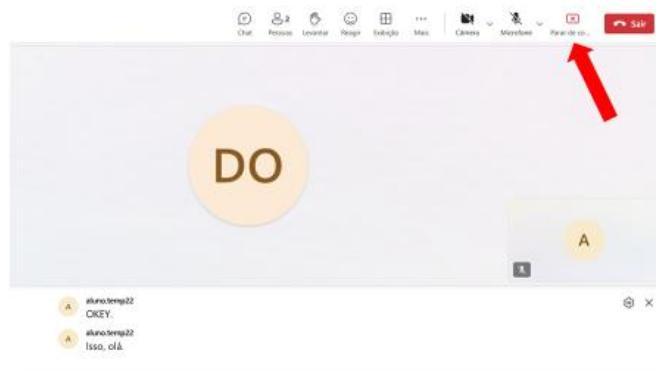 Chat 2 Pessoas Levantar Reagir Exibição Mais Câmera Microfone Parar de co... Sair
DO
A
A aluno.temp22
OKEY.
A aluno.temp22
Isso, olá.